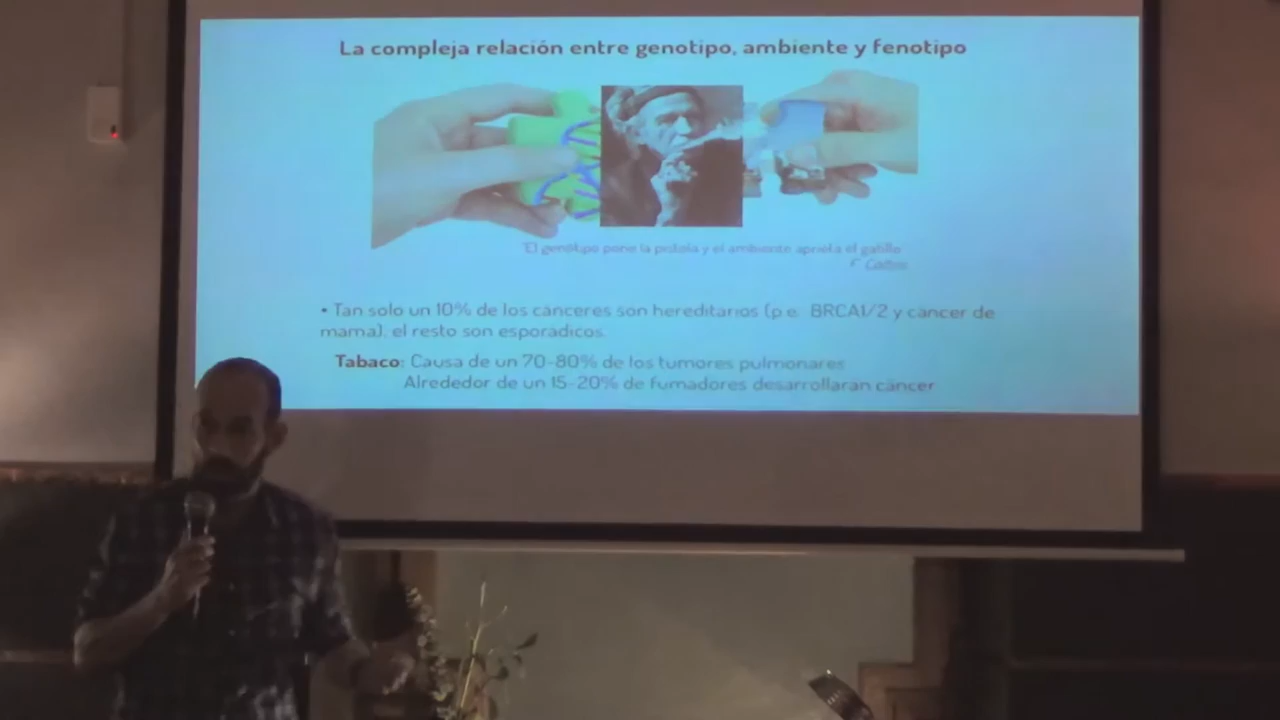 La compleja relación entre genotipo, ambiente y fenotipo
"El genotipo pone la pistola y el ambiente aprieta el gatillo
• Tan solo un 10% de los cánceres son hereditarios (p.e. BRCA1/2 y cáncer de
mama), el resto son esporádicos.
Tabaco: Causa de un 70-80% de los tumores pulmonares
Alrededor de un 15-20% de fumadores desarrollarán cáncer